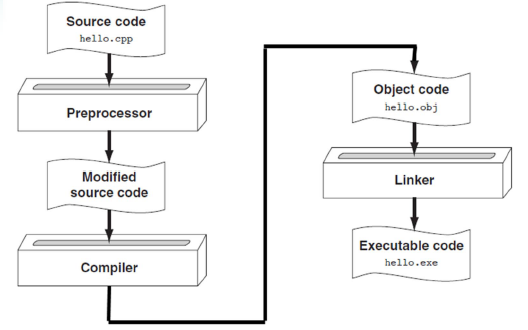 Source code
hello.cpp
Preprocessor
Modified
source code
Compiler
Object code
hello.obj
Linker
Executable code
hello.exe